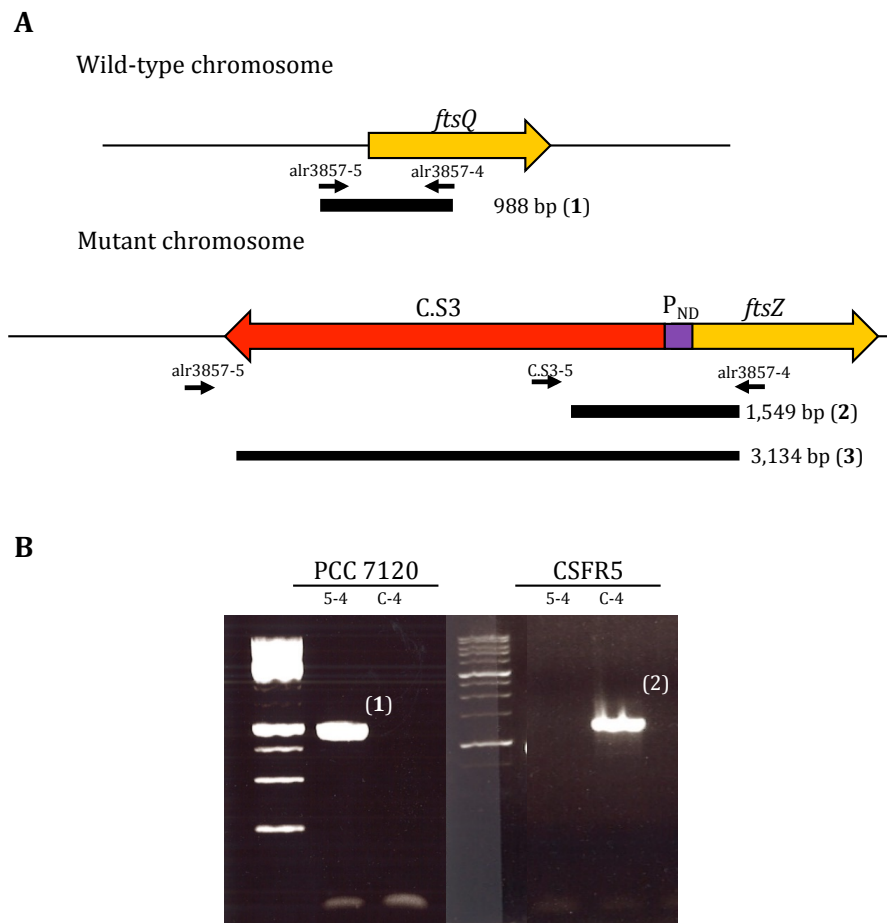 A
Wild-type chromosome
ftsQ
alr3857-5 alr3857-4
988 bp (1)
Mutant chromosome
C.S3 PND ftsZ
alr3857-5 C.S3-5 alr3857-4
1,549 bp (2)
3,134 bp (3)
B
PCC 7120 CSFR5
5-4 C-4 5-4 C-4
(1) (2)